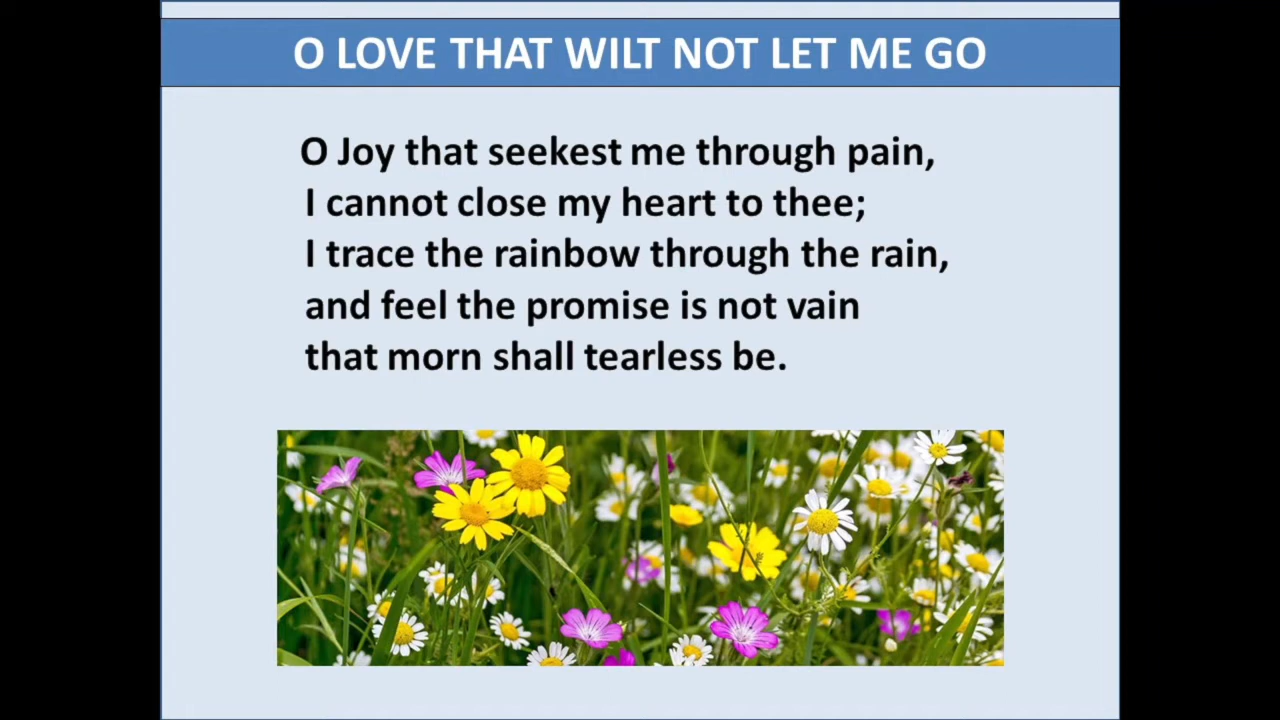 O LOVE THAT WILT NOT LET ME GO
O Joy that seekest me through pain,
I cannot close my heart to thee;
I trace the rainbow through the rain,
and feel the promise is not vain
that morn shall tearless be.